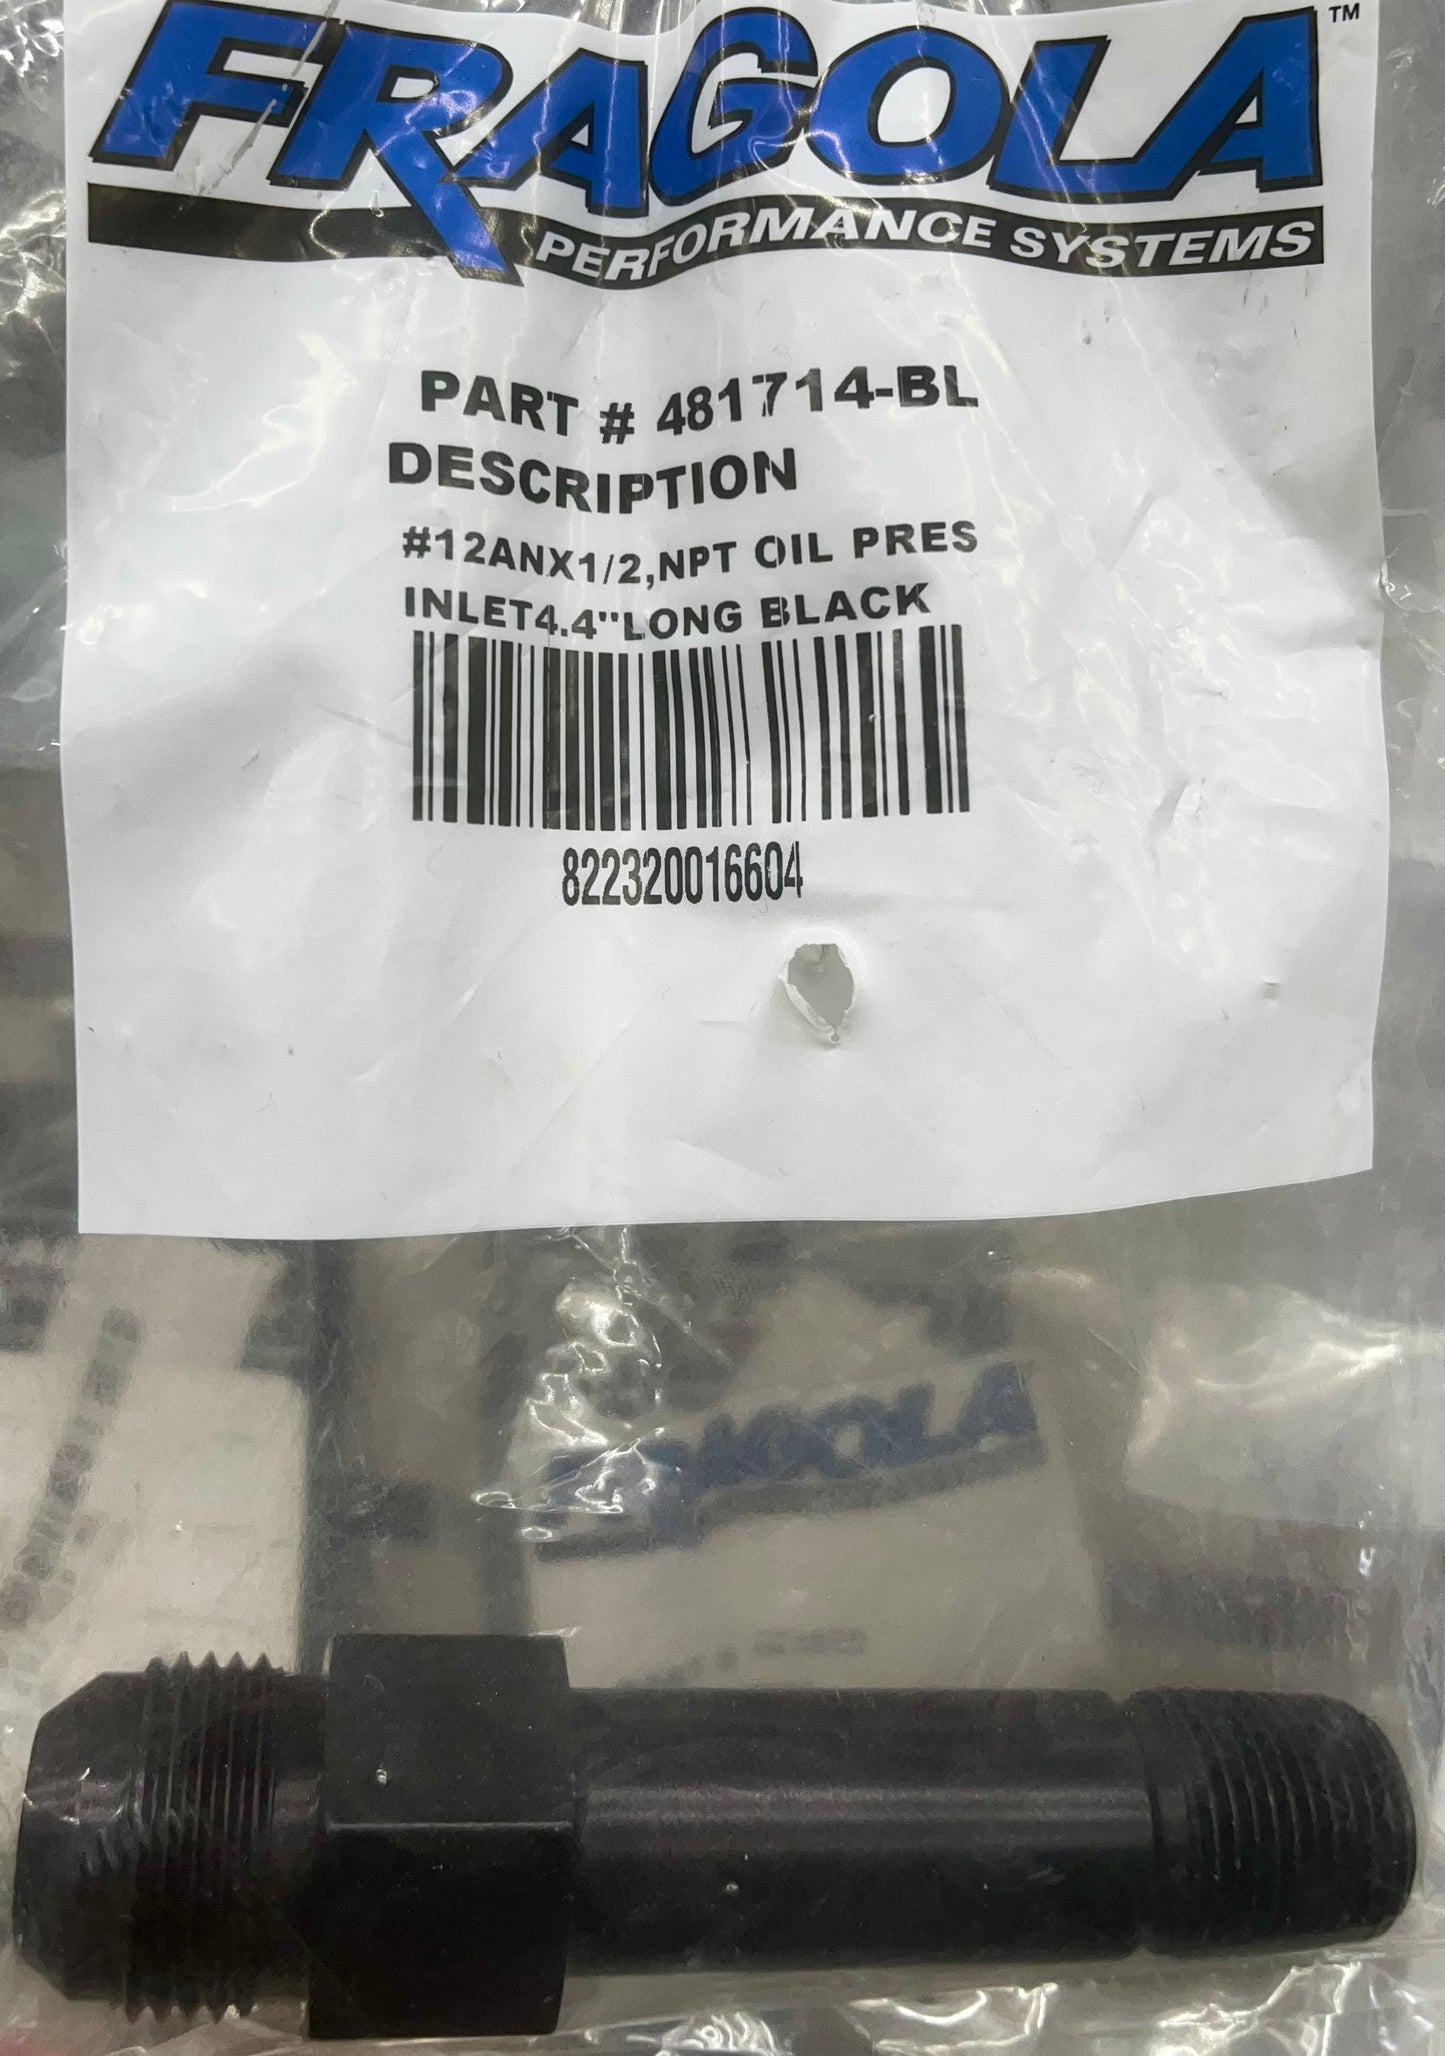 FRAGOLA™
PERFORMANCE SYSTEMS
PART # 481714-BL
DESCRIPTION
#12ANX1/2,NPT OIL PRES
INLET4.4"LONG BLACK
822320016604
FRAGOLA